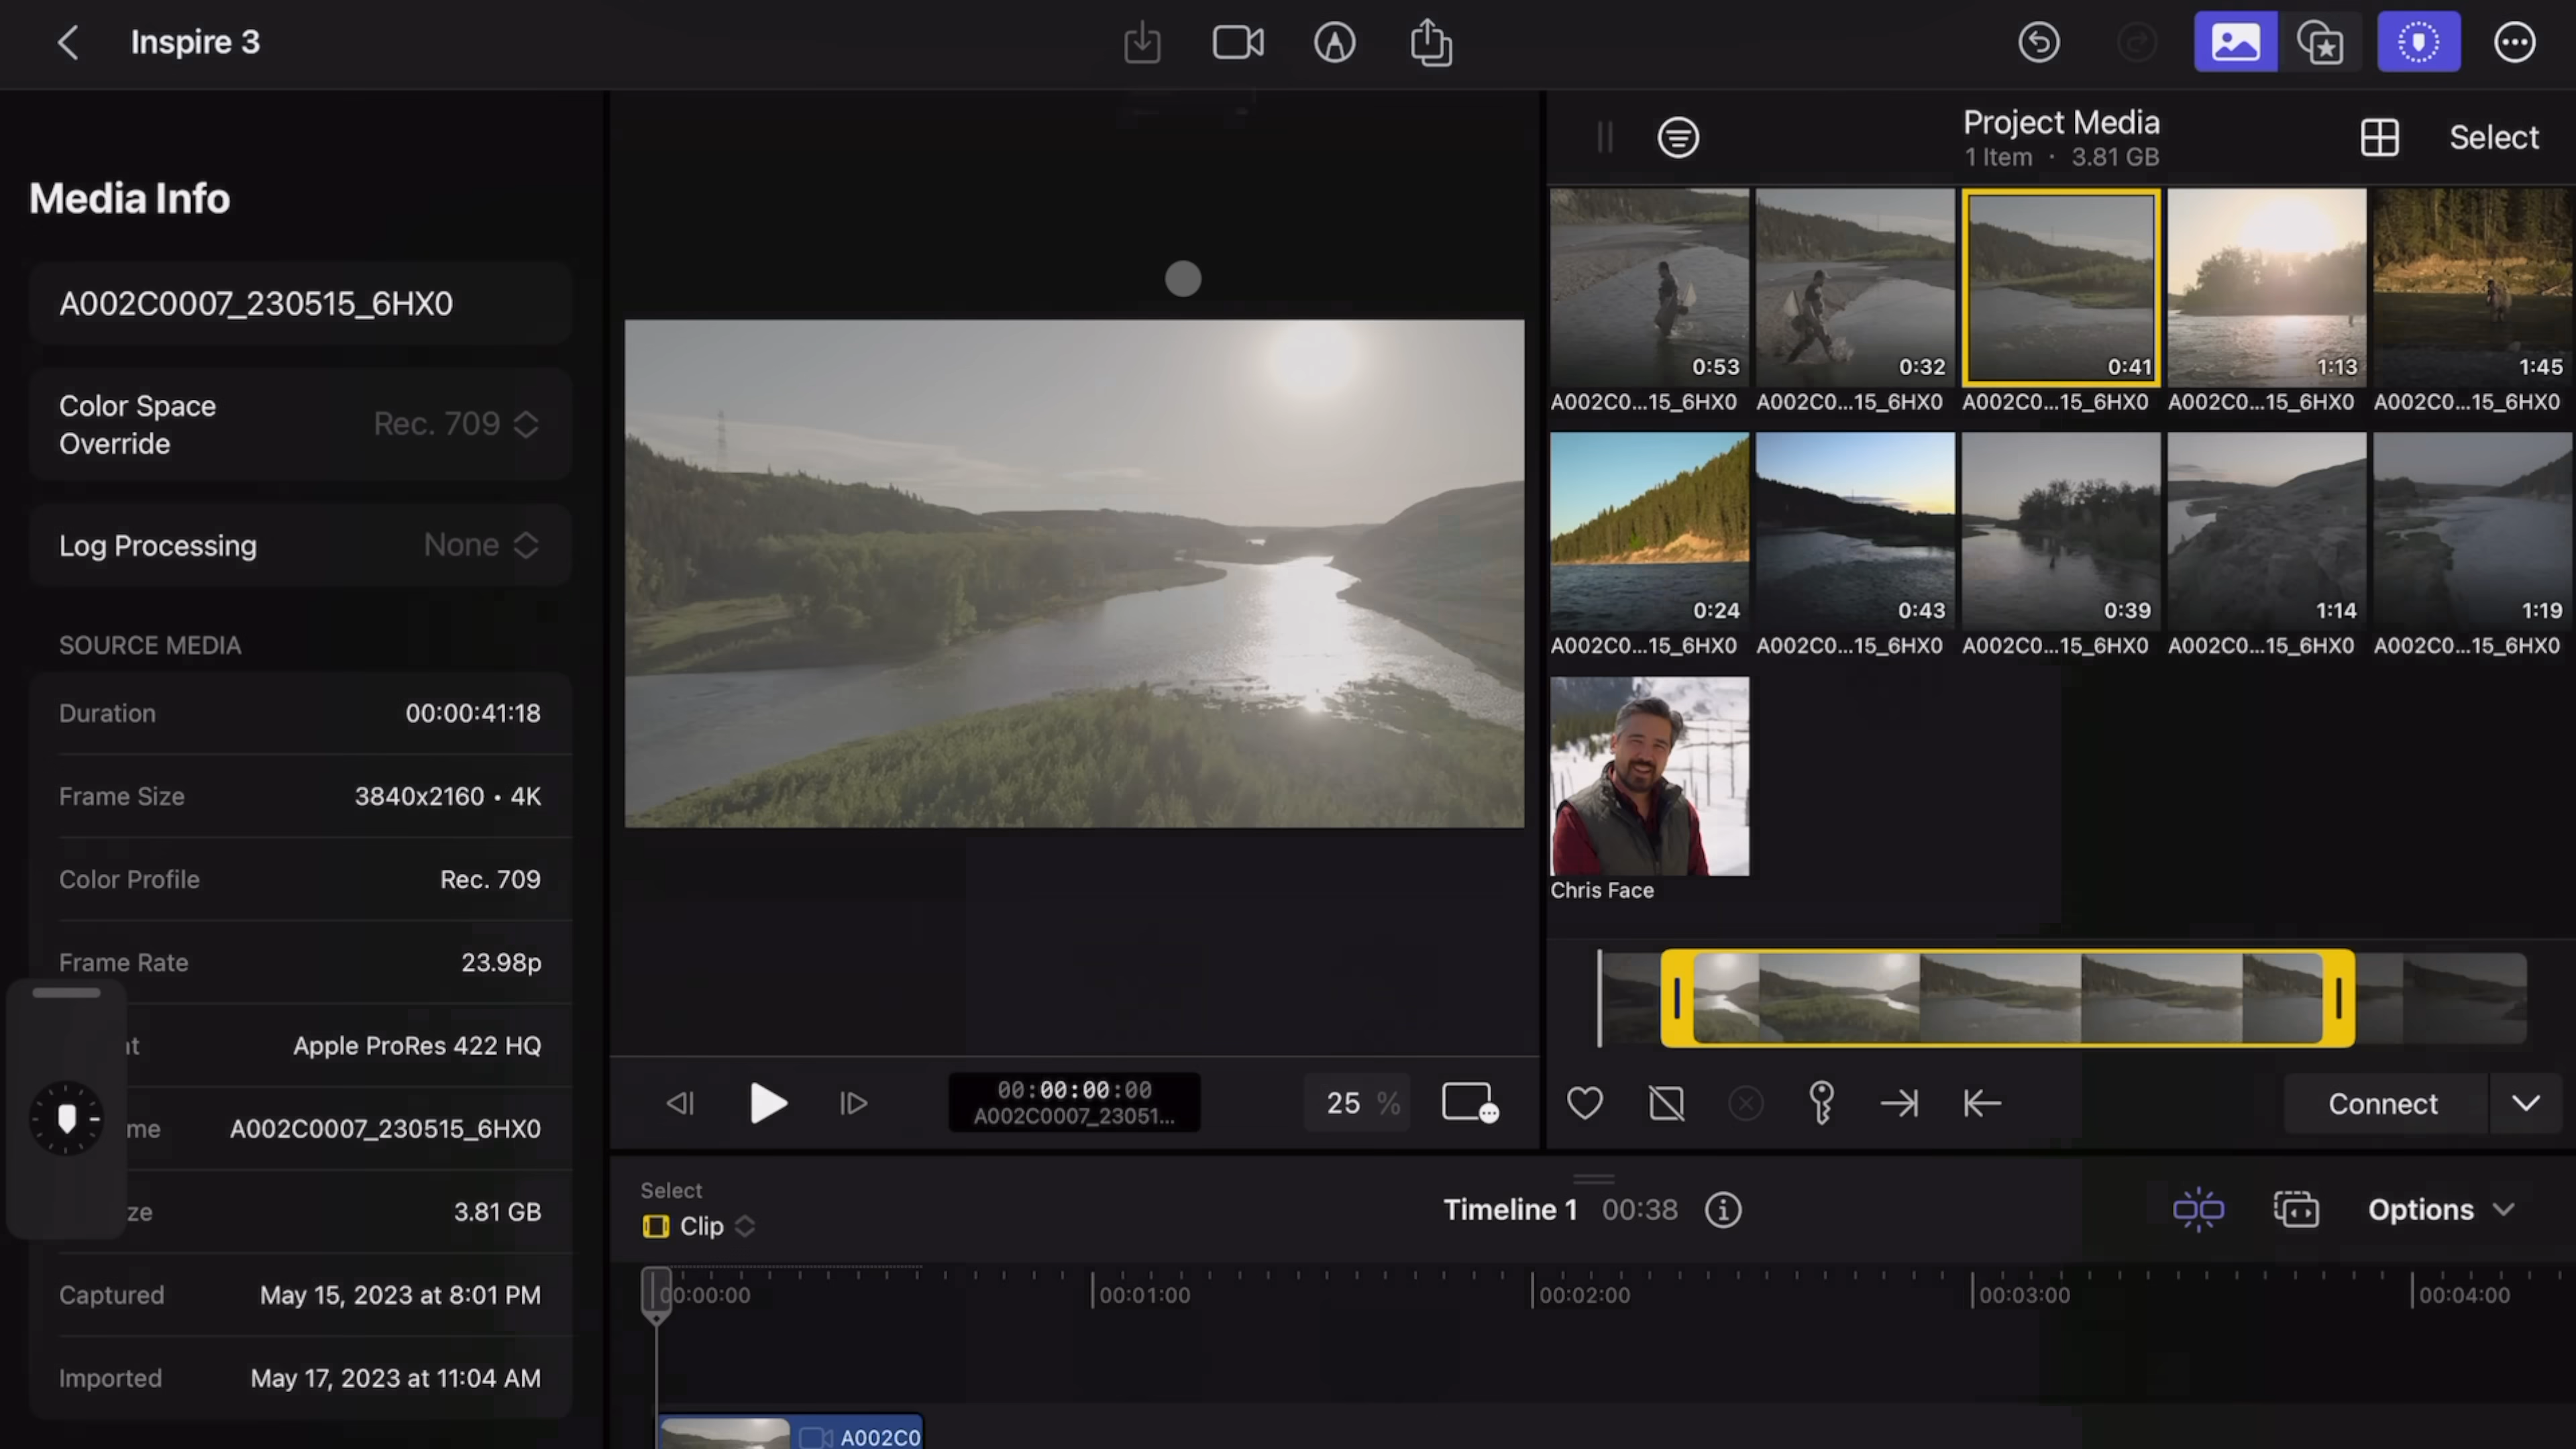 Inspire 3
Media Info
A002C0007_230515_6HX0
Color Space
Override
Rec. 709
Log Processing
None
SOURCE MEDIA
Duration
00:00:41:18
Frame Size
3840x2160 • 4K
Color Profile
Rec. 709
Frame Rate
23.98p
Apple ProRes 422 HQ
A002C0007_230515_6HX0
3.81 GB
Captured
May 15, 2023 at 8:01 PM
Imported
May 17, 2023 at 11:04 AM
00:00:00:00
A002C0007_23051...
25 %
Project Media
1 Item · 3.81 GB
Select
0:53
0:32
0:41
1:13
1:45
A002C0...15_6HX0
A002C0...15_6HX0
A002C0...15_6HX0
A002C0...15_6HX0
A002C0...15_6HX0
0:24
0:43
0:39
1:14
1:19
A002C0...15_6HX0
A002C0...15_6HX0
A002C0...15_6HX0
A002C0...15_6HX0
A002C0...15_6HX0
Chris Face
Connect
Select
Clip
Timeline 1
00:38
Options
00:00:00
00:01:00
00:02:00
00:03:00
00:04:00
A002C0